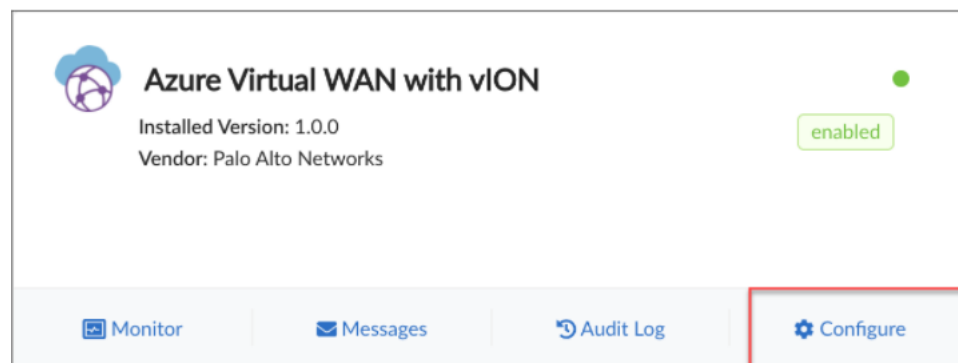 Azure Virtual WAN with vION
Installed Version: 1.0.0
enabled
Vendor: Palo Alto Networks
Monitor
Messages
Audit Log
Configure